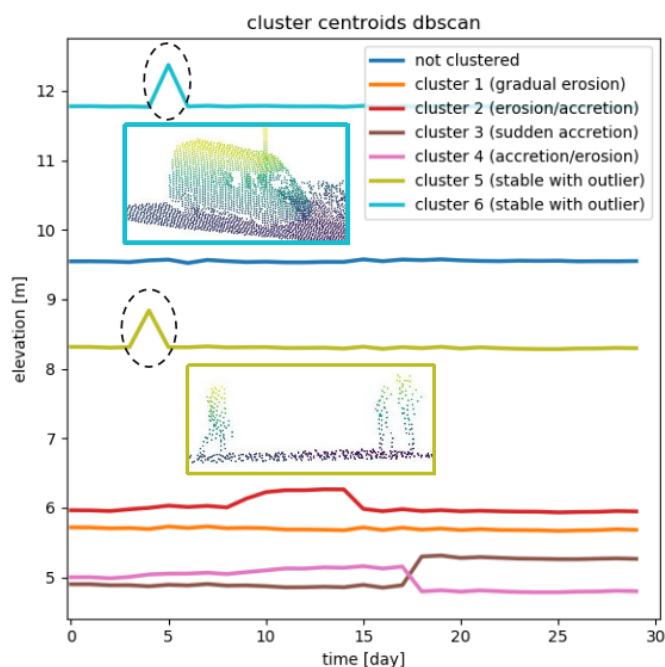 cluster centroids dbscan
not clustered
cluster 1 (gradual erosion)
cluster 2 (erosion/accretion)
cluster 3 (sudden accretion)
cluster 4 (accretion/erosion)
cluster 5 (stable with outlier)
cluster 6 (stable with outlier)
elevation [m]
12
11
10
9
8
7
6
5
0
5
10
15
20
25
30
time [day]